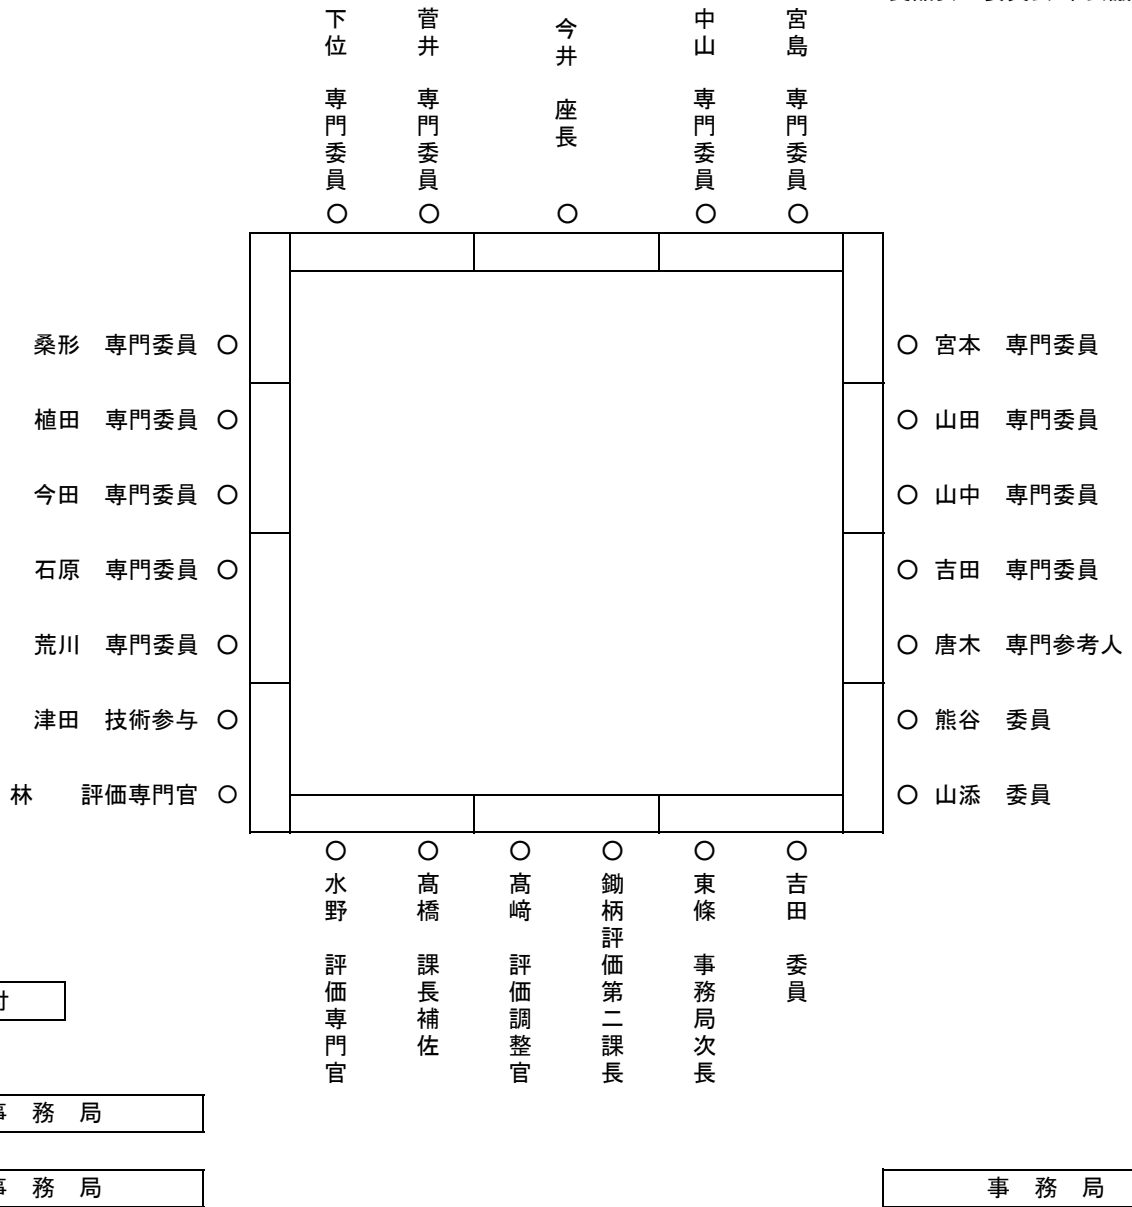 下位　専門委員
菅井　専門委員
今井　座長
中山　専門委員
宮島　専門委員
桑形　専門委員
植田　専門委員
今田　専門委員
石原　専門委員
荒川　専門委員
津田　技術参与
林　　評価専門官
宮本　専門委員
山田　専門委員
山中　専門委員
吉田　専門委員
唐木　専門参考人
熊谷　委員
山添　委員
水野　評価専門官
髙橋　課長補佐
髙﨑　評価調整官
鋤柄評価第二課長
東條　事務局次長
吉田　委員
付
事　務　局
事　務　局
事　務　局